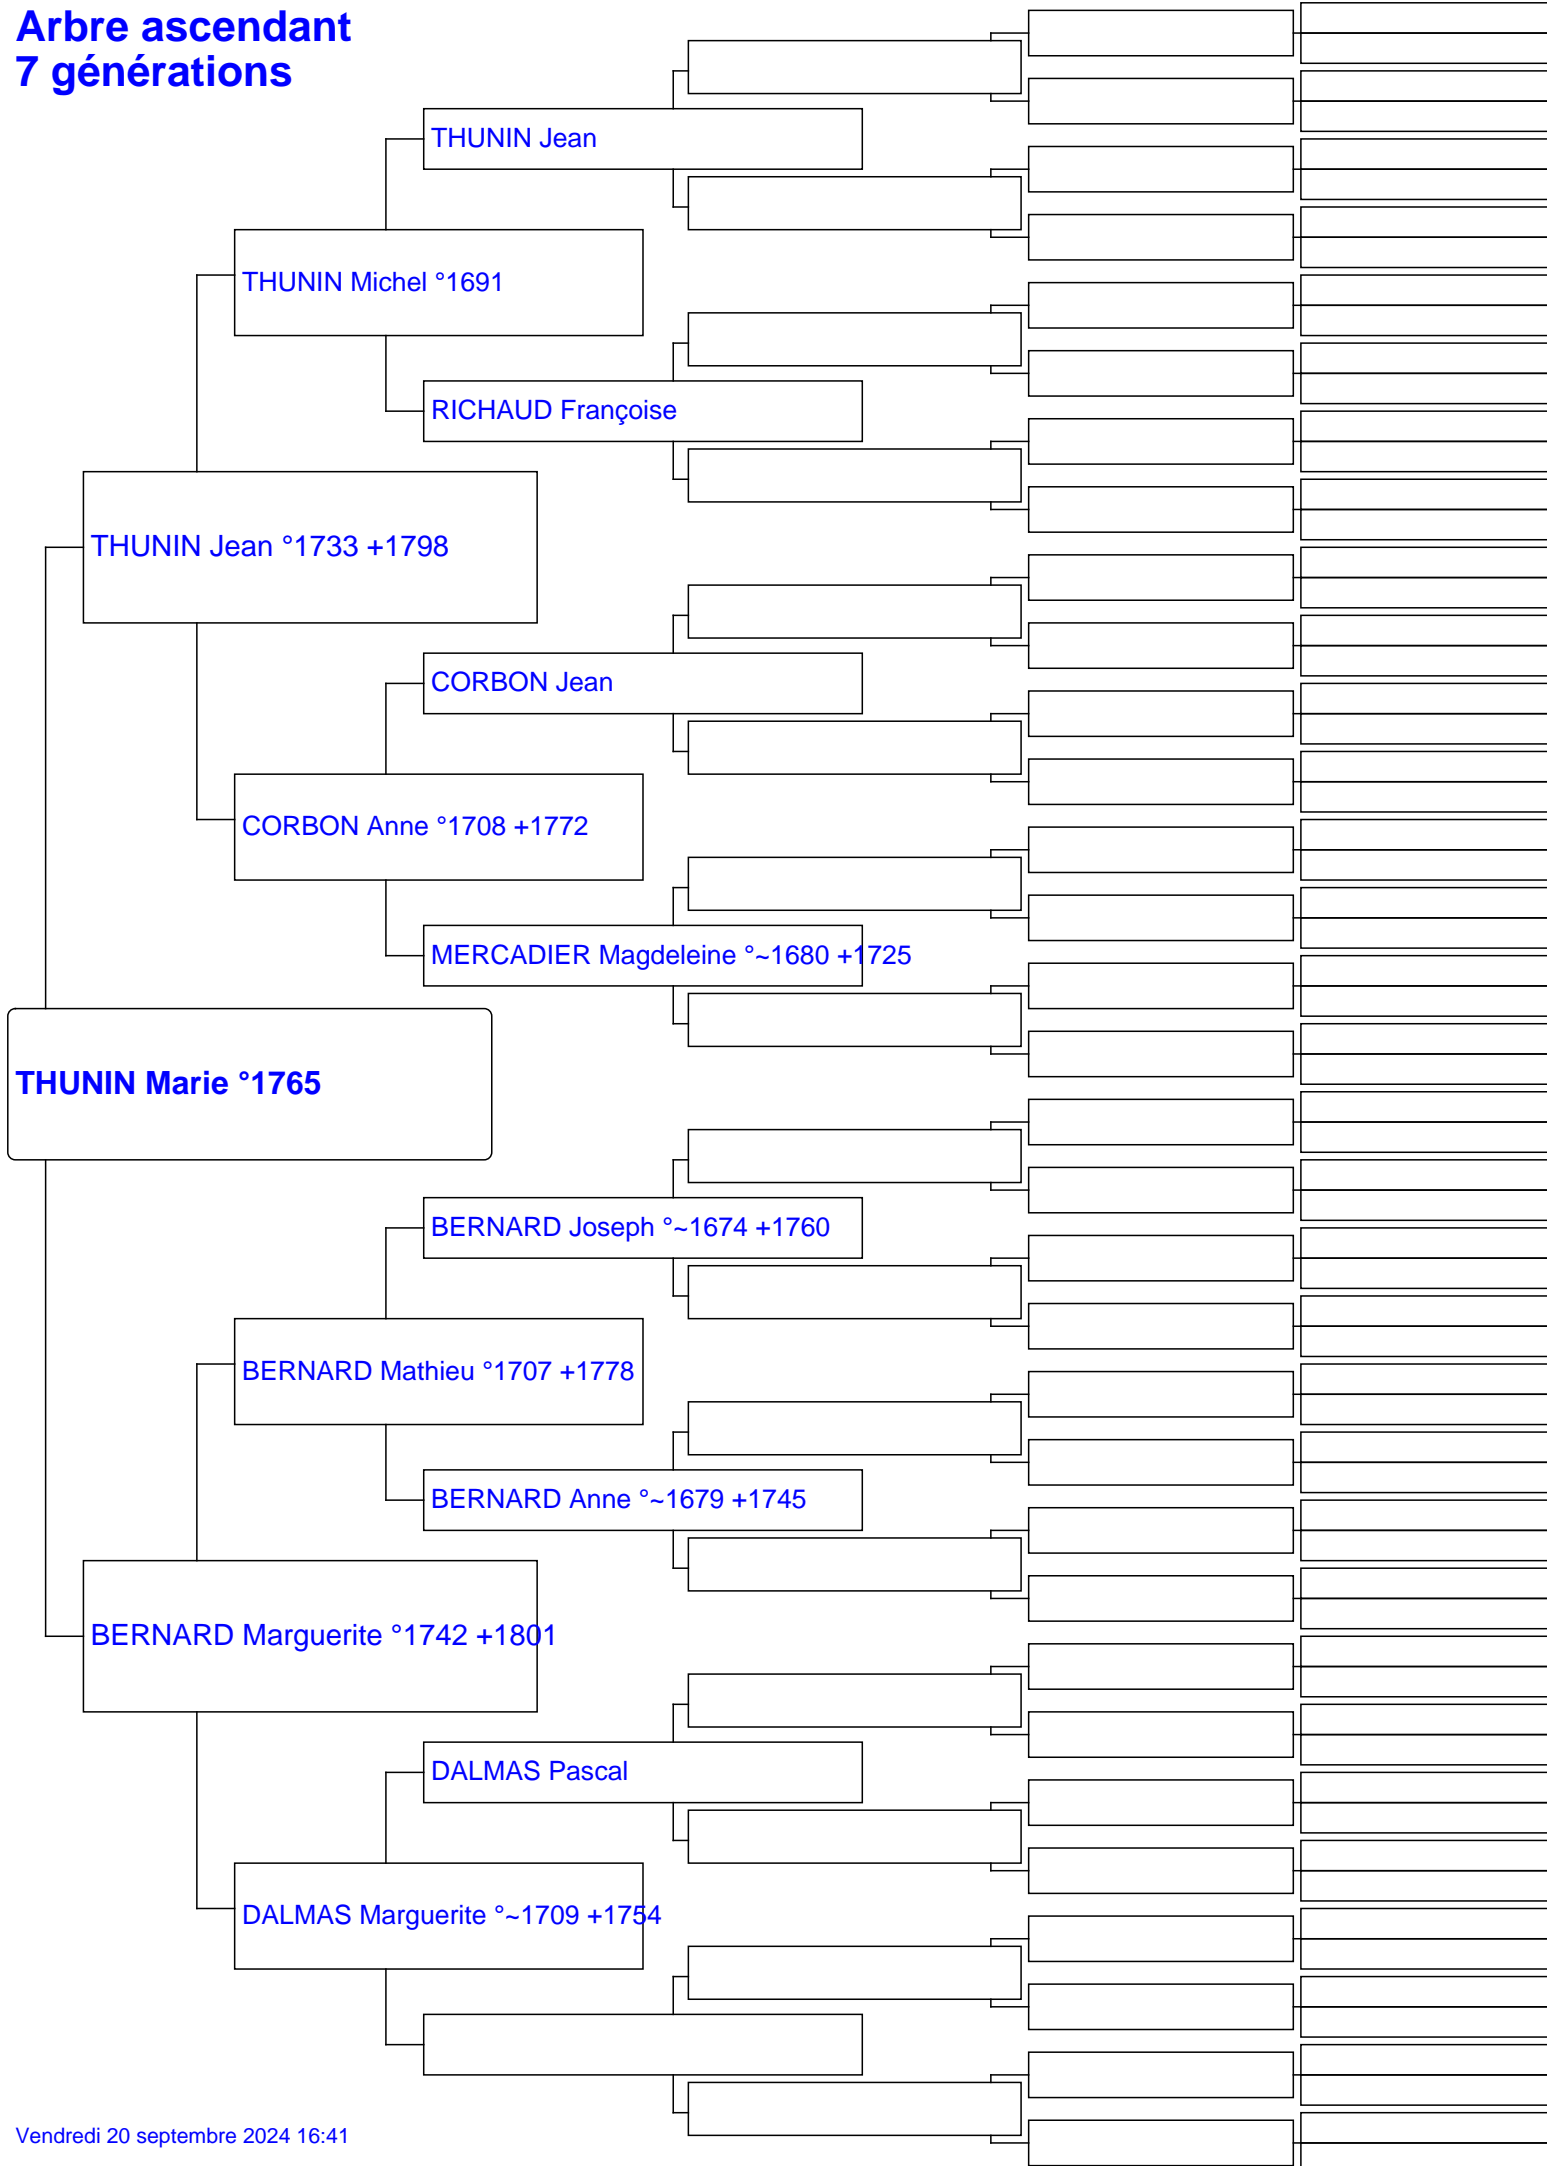 Arbre ascendant
7 générations
THUNIN Jean
THUNIN Michel °1691
RICHAUD Françoise
THUNIN Jean °1733 +1798
CORBON Jean
CORBON Anne °1708 +1772
MERCADIER Magdeleine °~1680 +1725
THUNIN Marie °1765
BERNARD Joseph °~1674 +1760
BERNARD Mathieu °1707 +1778
BERNARD Anne °~1679 +1745
BERNARD Marguerite °1742 +1801
DALMAS Pascal
DALMAS Marguerite °~1709 +1754
Vendredi 20 septembre 2024 16:41